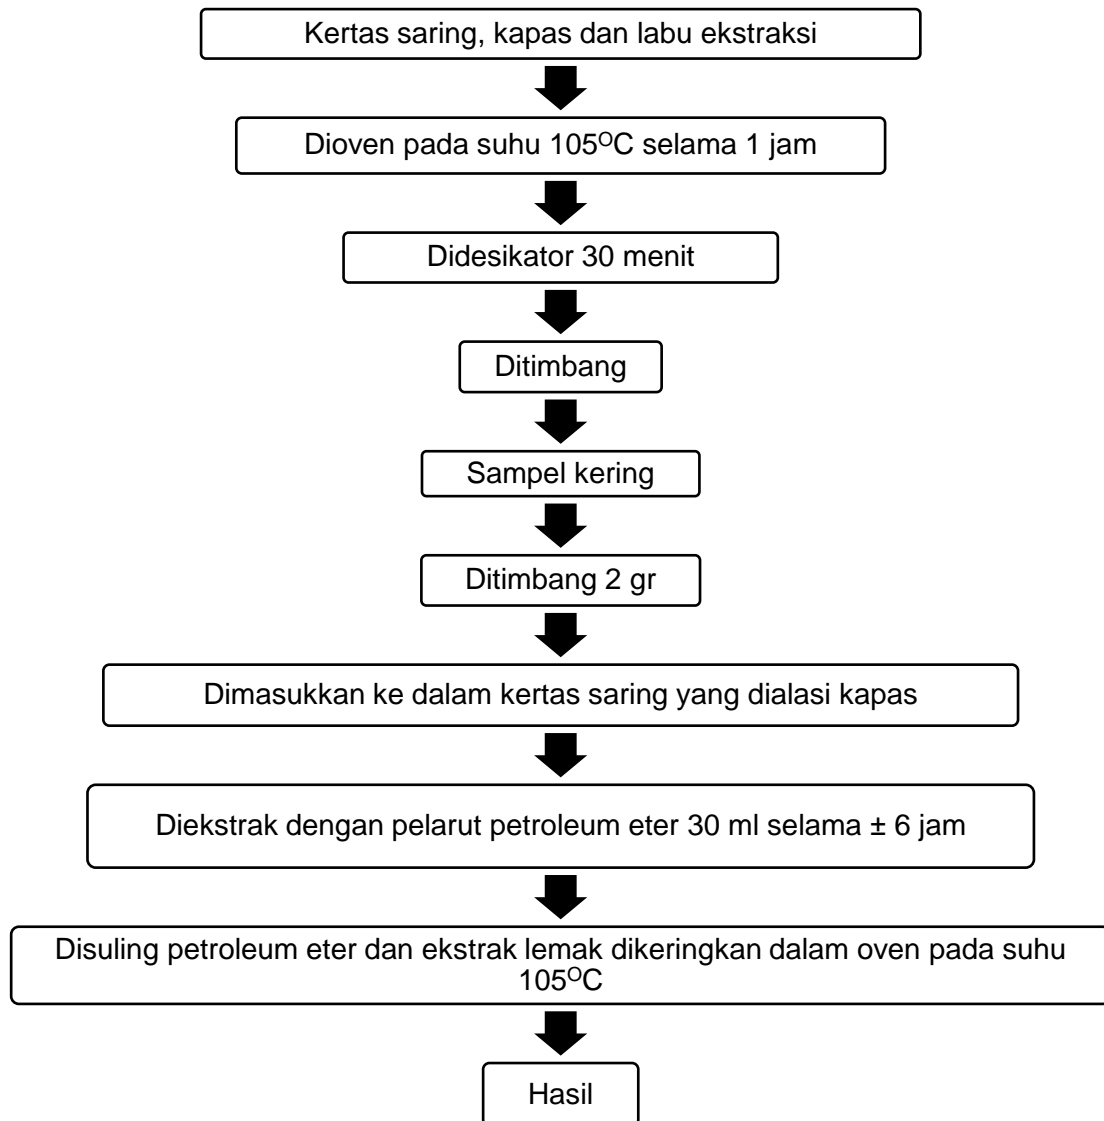 Kertas saring, kapas dan labu ekstraksi
Dioven pada suhu 105ᴼC selama 1 jam
Didesikator 30 menit
Ditimbang
Sampel kering
Ditimbang 2 gr
Dimasukkan ke dalam kertas saring yang dialasi kapas
Diekstrak dengan pelarut petroleum eter 30 ml selama ± 6 jam
Disuling petroleum eter dan ekstrak lemak dikeringkan dalam oven pada suhu
105ᴼC
Hasil